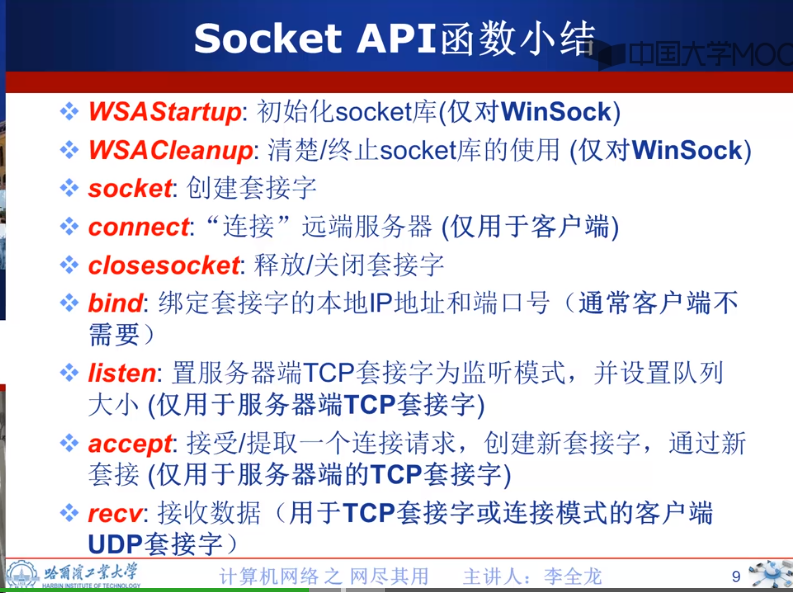 Socket API函数小结
中国大学MOO
WSAStartup: 初始化socket库(仅对WinSock)
WSACleanup: 清楚/终止socket库的使用 (仅对WinSock)
socket: 创建套接字
connect:“连接”远端服务器 (仅用于客户端)
closesocket: 释放/关闭套接字
bind: 绑定套接字的本地IP地址和端口号（通常客户端不
需要）
listen: 置服务器端TCP套接字为监听模式，并设置队列
大小 (仅用于服务器端TCP套接字)
accept: 接受/提取一个连接请求，创建新套接字，通过新
套接 (仅用于服务器端的TCP套接字)
recv: 接收数据（用于TCP套接字或连接模式的客户端
UDP套接字）
哈尔滨工业大学
HARBIN INSTITUTE OF TECHNOLOGY
计算机网络 之 网尽其用 主讲人：李全龙
9